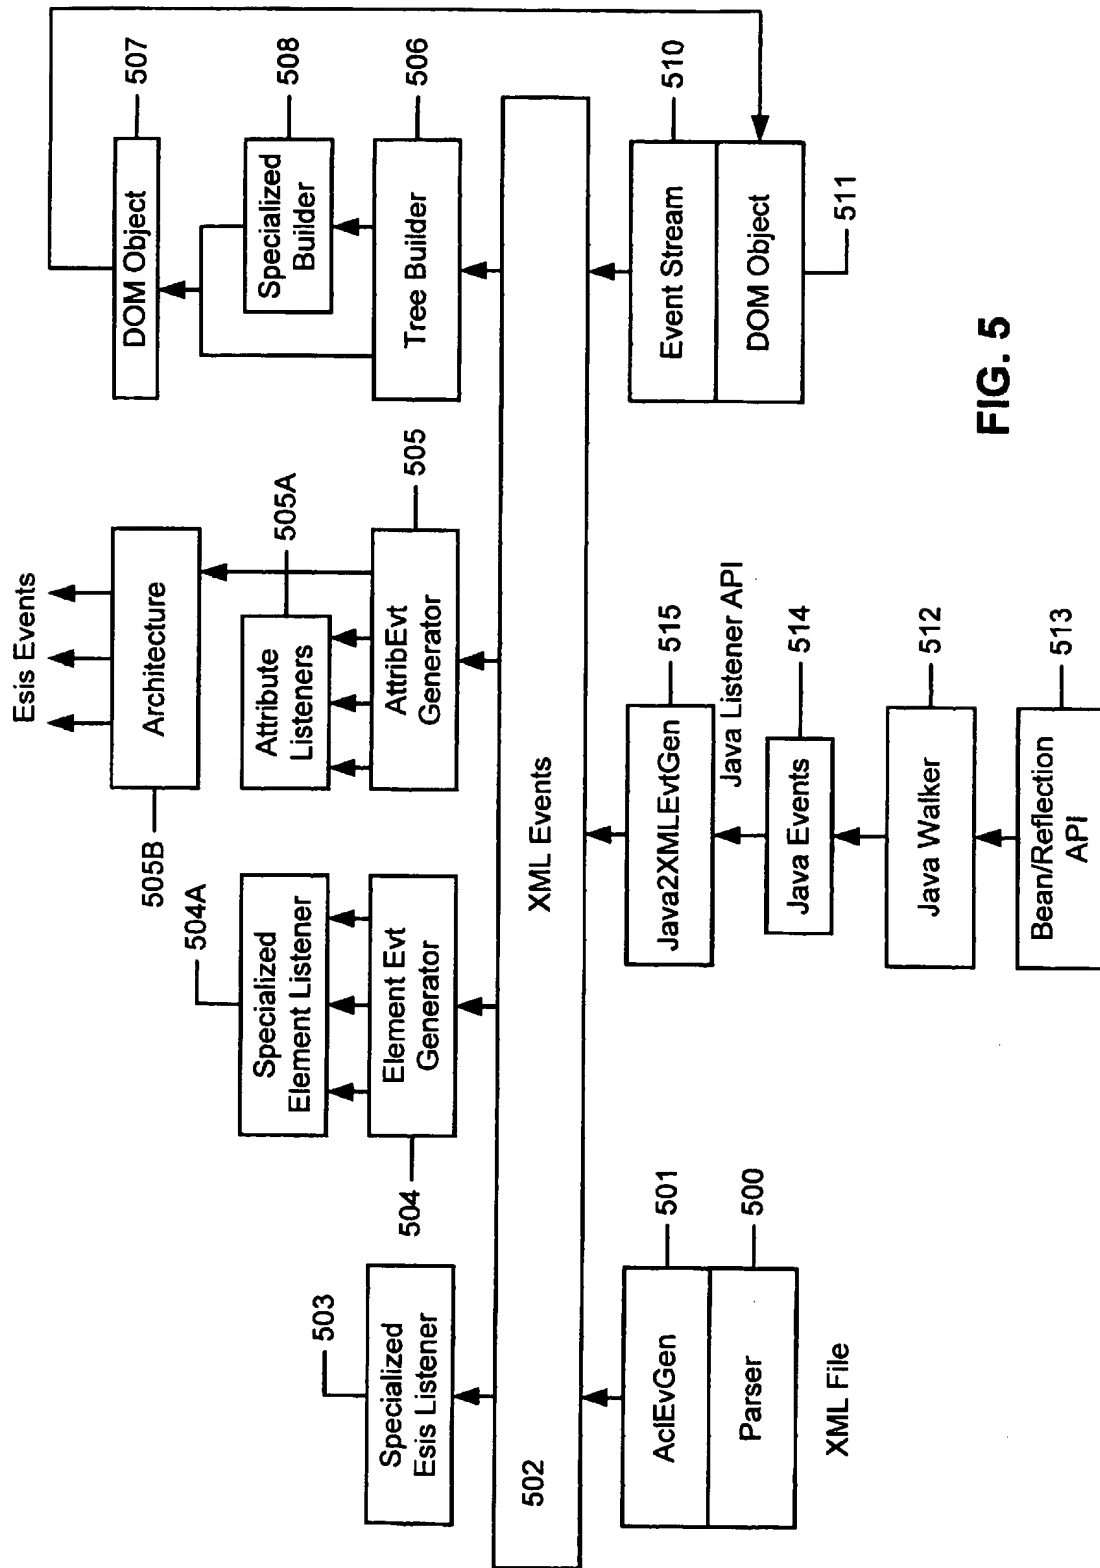 Esis Events
503
Specialized
Esis Listener
504A
Specialized
Element Listener
504
Element Evt
Generator
505B
Architecture
505A
Attribute
Listeners
505
AttribEvt
Generator
507
DOM Object
508
Specialized
Builder
506
Tree Builder
502
XML Events
501
AclEvGen
500
Parser
XML File
515
Java2XMLEvtGen
Java Listener API
514
Java Events
512
Java Walker
513
Bean/Reflection
API
510
Event Stream
DOM Object
511
FIG. 5